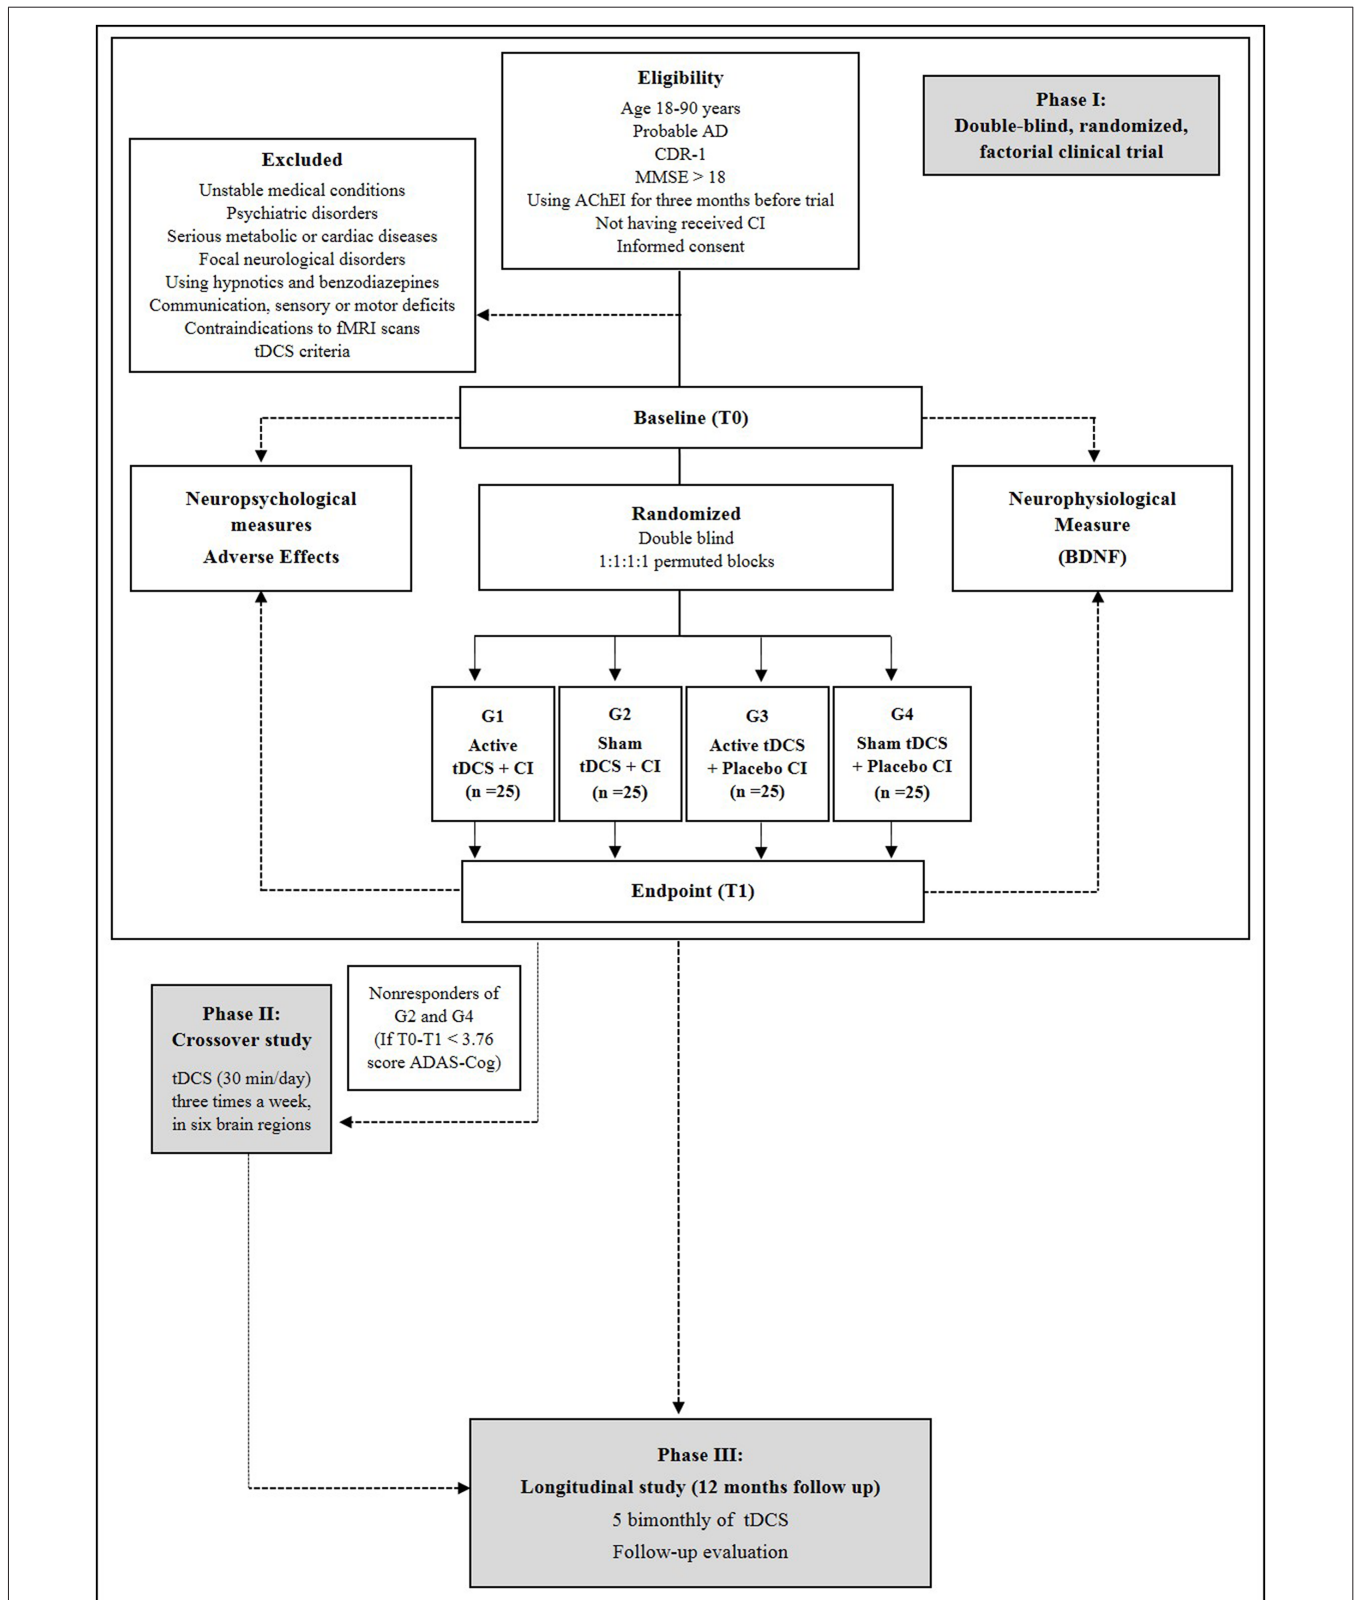 Eligibility
Age 18-90 years
Probable AD
CDR-1
MMSE > 18
Using AChEI for three months before trial
Not having received CI
Informed consent
Phase I:
Double-blind, randomized,
factorial clinical trial
Excluded
Unstable medical conditions
Psychiatric disorders
Serious metabolic or cardiac diseases
Focal neurological disorders
Using hypnotics and benzodiazepines
Communication, sensory or motor deficits
Contraindications to fMRI scans
tDCS criteria
Baseline (T0)
Neuropsychological
measures
Adverse Effects
Randomized
Double blind
1:1:1:1 permuted blocks
Neurophysiological
Measure
(BDNF)
G1
Active
tDCS + CI
(n =25)
G2
Sham
tDCS + CI
(n =25)
G3
Active tDCS
+ Placebo CI
(n =25)
G4
Sham tDCS
+ Placebo CI
(n =25)
Endpoint (T1)
Nonresponders of
G2 and G4
(If T0-T1 < 3.76
score ADAS-Cog)
Phase II:
Crossover study
tDCS (30 min/day)
three times a week,
in six brain regions
Phase III:
Longitudinal study (12 months follow up)
5 bimonthly of tDCS
Follow-up evaluation